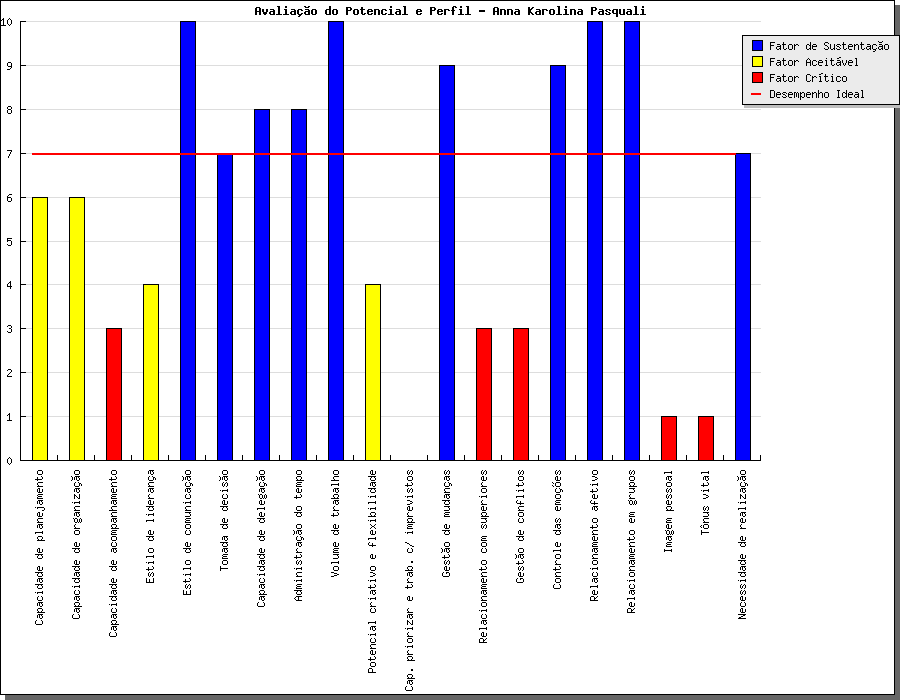 Avaliação do Potencial e Perfil - Anna Karolina Pasquali
Fator de Sustentação
Fator Aceitável
Fator Crítico
Desempenho Ideal
10
9
8
7
6
5
4
3
2
1
0
Capacidade de planejamento
Capacidade de organização
Capacidade de acompanhamento
Estilo de liderança
Estilo de comunicação
Tomada de decisão
Capacidade de delegação
Administração do tempo
Volume de trabalho
Potencial criativo e flexibilidade
Cap. priorizar e trab. c/ imprevistos
Gestão de mudanças
Relacionamento com superiores
Gestão de conflitos
Controle das emoções
Relacionamento afetivo
Relacionamento em grupos
Imagem pessoal
Tônus vital
Necessidade de realização